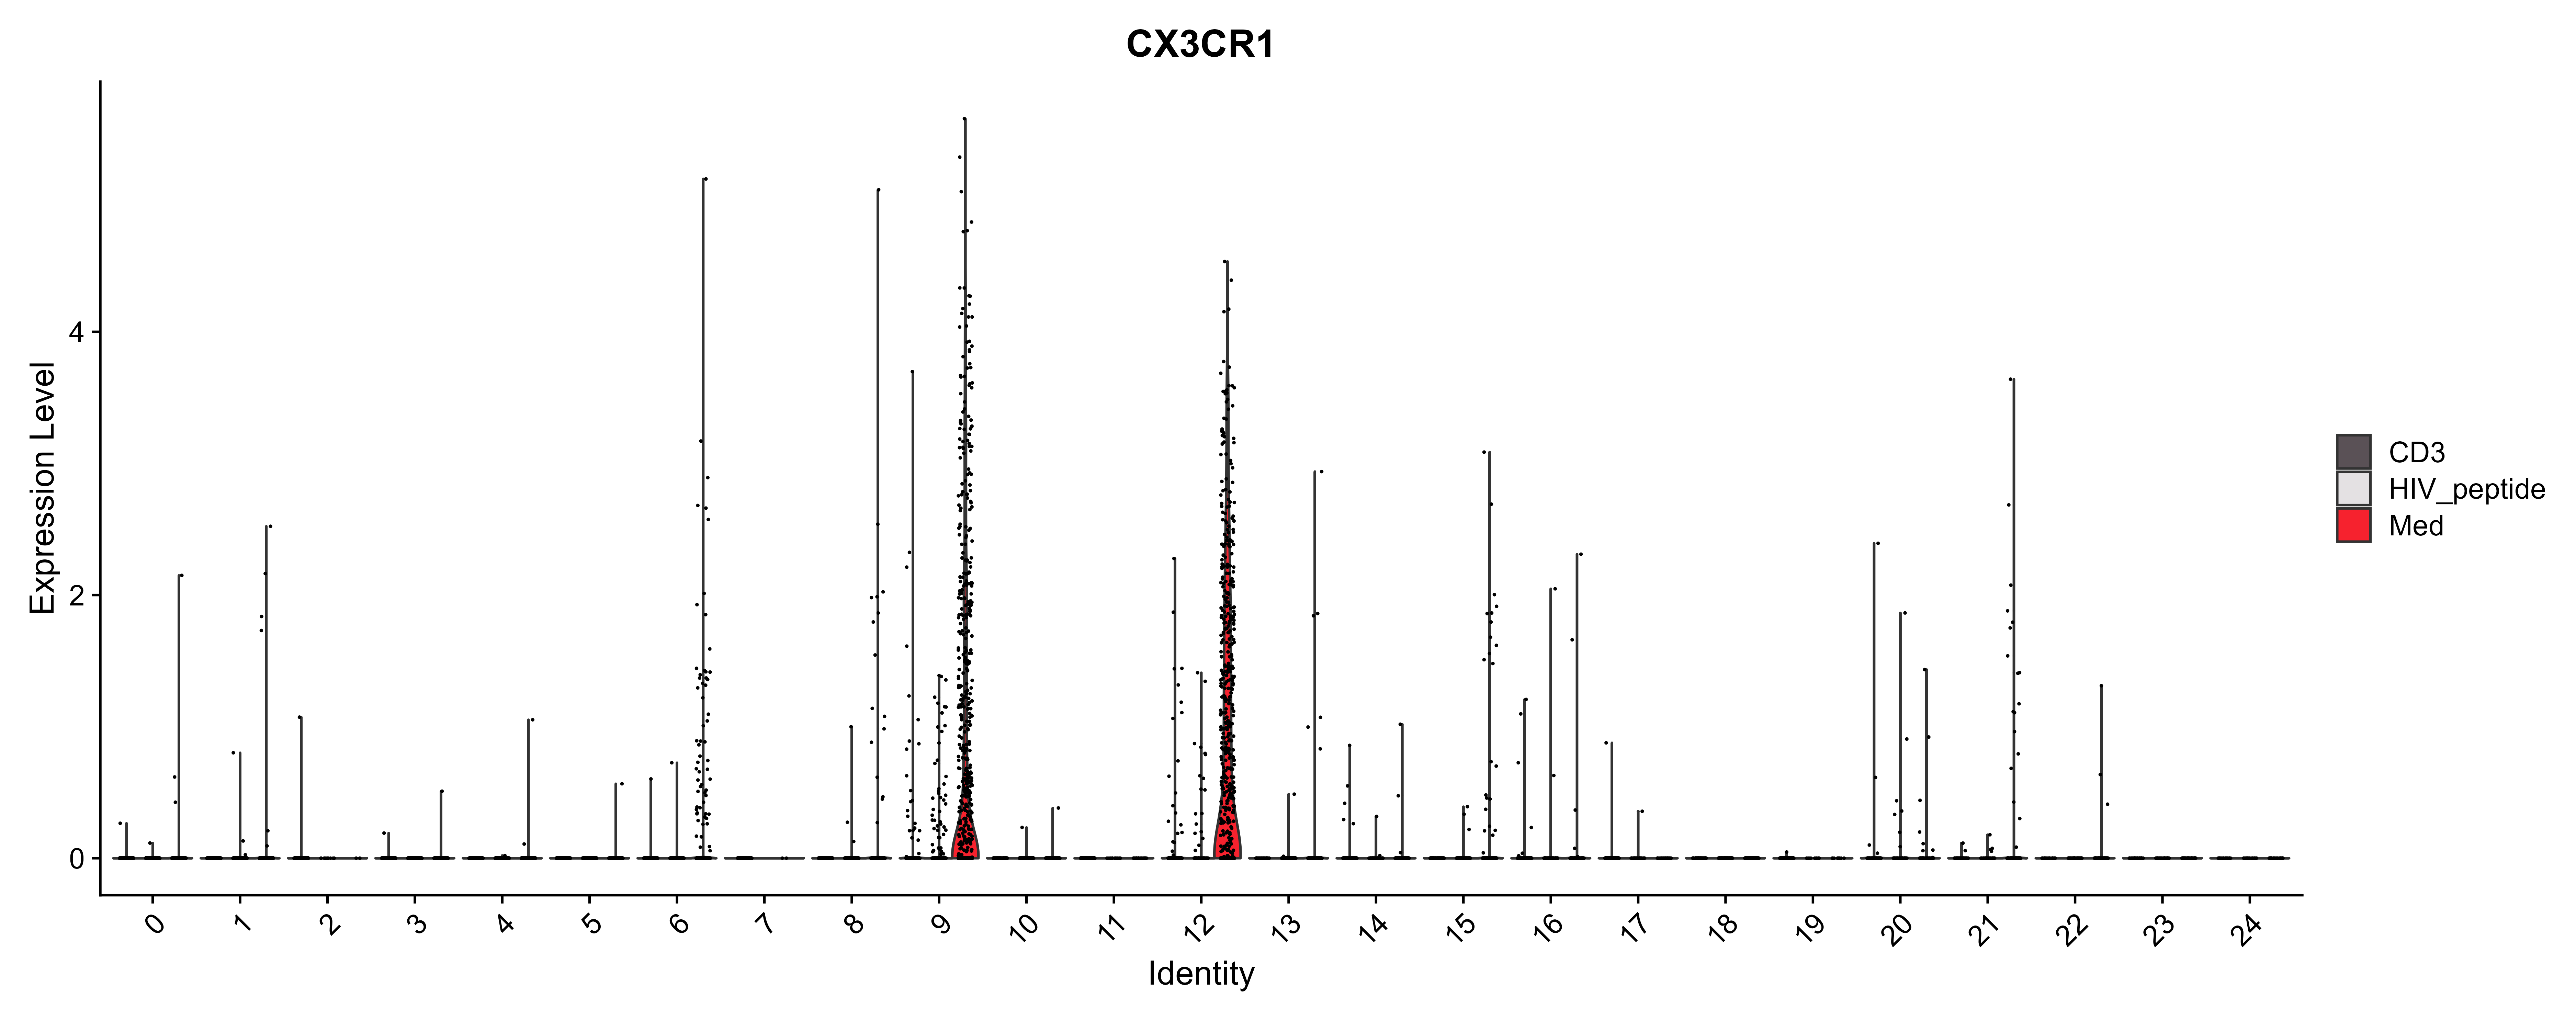 CX3CR1
Expression Level
4
2
0
0 1 2 3 4 5 6 7 8 9 10 11 12 13 14 15 16 17 18 19 20 21 22 23 24
Identity
CD3
HIV_peptide
Med